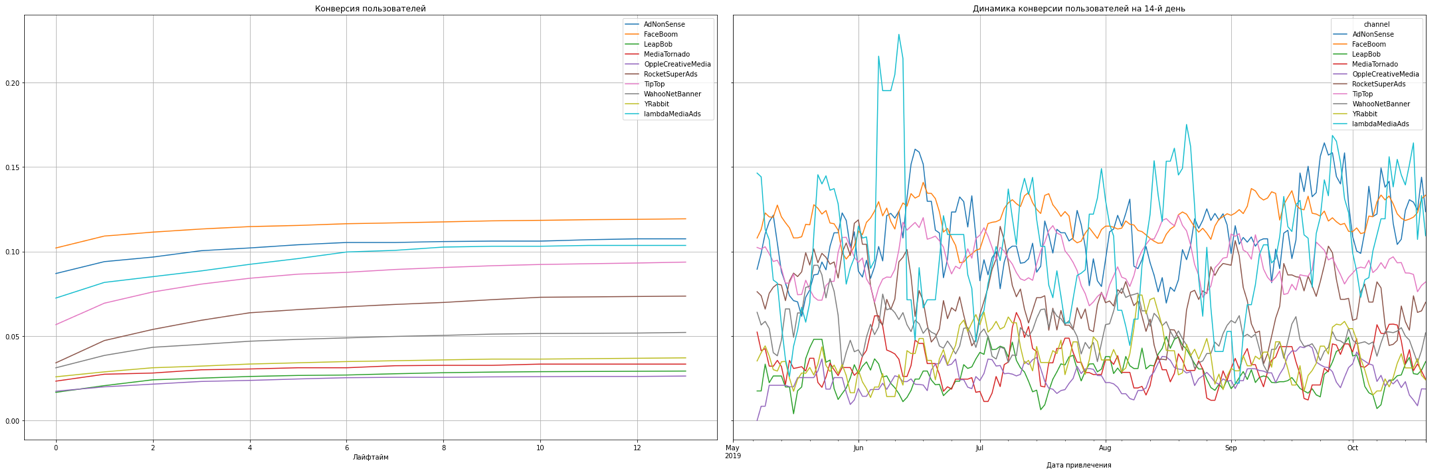 Конверсия пользователей
0.20
0.15
0.10
0.05
0.00
0
2
4
6
8
10
12
Лайфтайм
AdNonSense
FaceBoom
LeapBob
MediaTornado
OppleCreativeMedia
RocketSuperAds
TipTop
WahooNetBanner
YRabbit
lambdaMediaAds
Динамика конверсии пользователей на 14-й день
channel
AdNonSense
FaceBoom
LeapBob
MediaTornado
OppleCreativeMedia
RocketSuperAds
TipTop
WahooNetBanner
YRabbit
lambdaMediaAds
May
2019
Jun
Jul
Aug
Sep
Oct
Дата привлечения